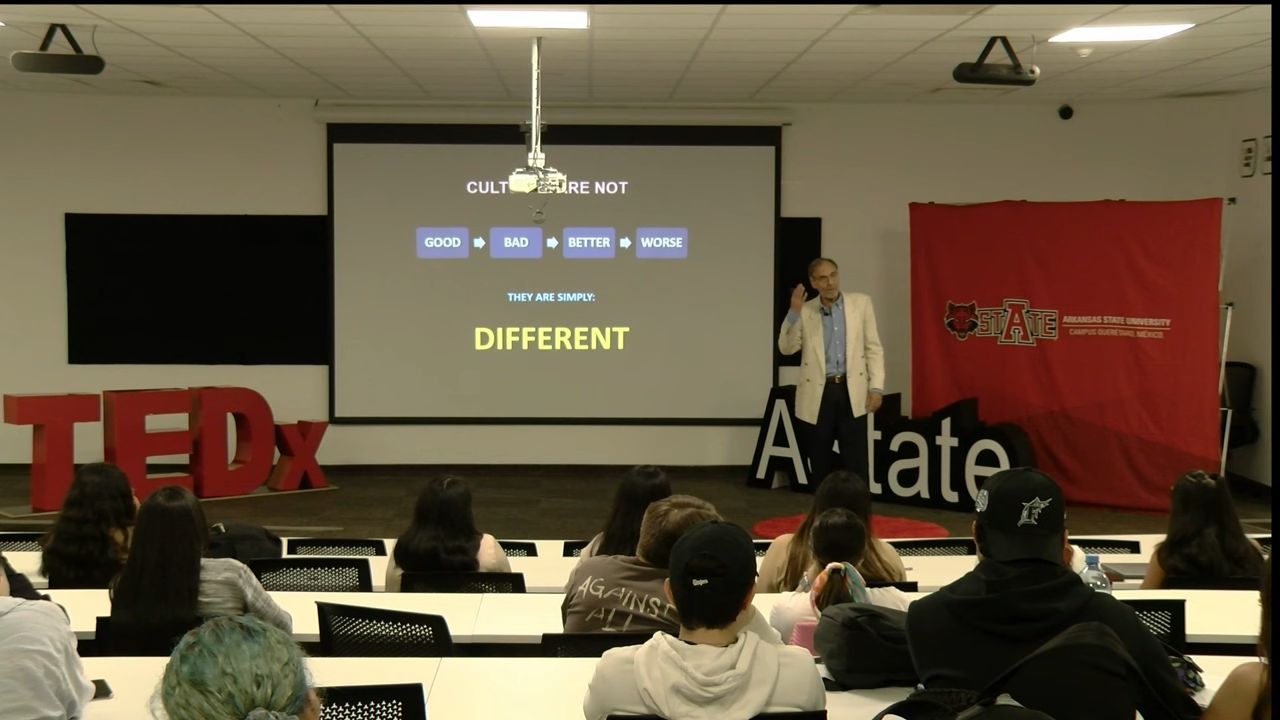 CULT ARE NOT
GOOD BAD BETTER WORSE
THEY ARE SIMPLY:
DIFFERENT
STATE
ARKANSAS STATE UNIVERSITY
CAMPUS QUERÉTARO, MÉXICO
TEDx
A State
AGAINST
ALL